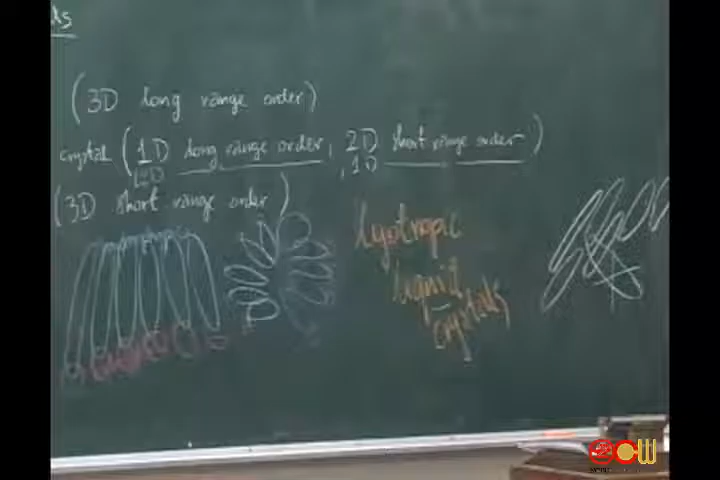 (3D long range order)
crystal (1D long range order, 2D short range order)
2D , 1D
(3D short range order)
lyotropic
liquid
crystals